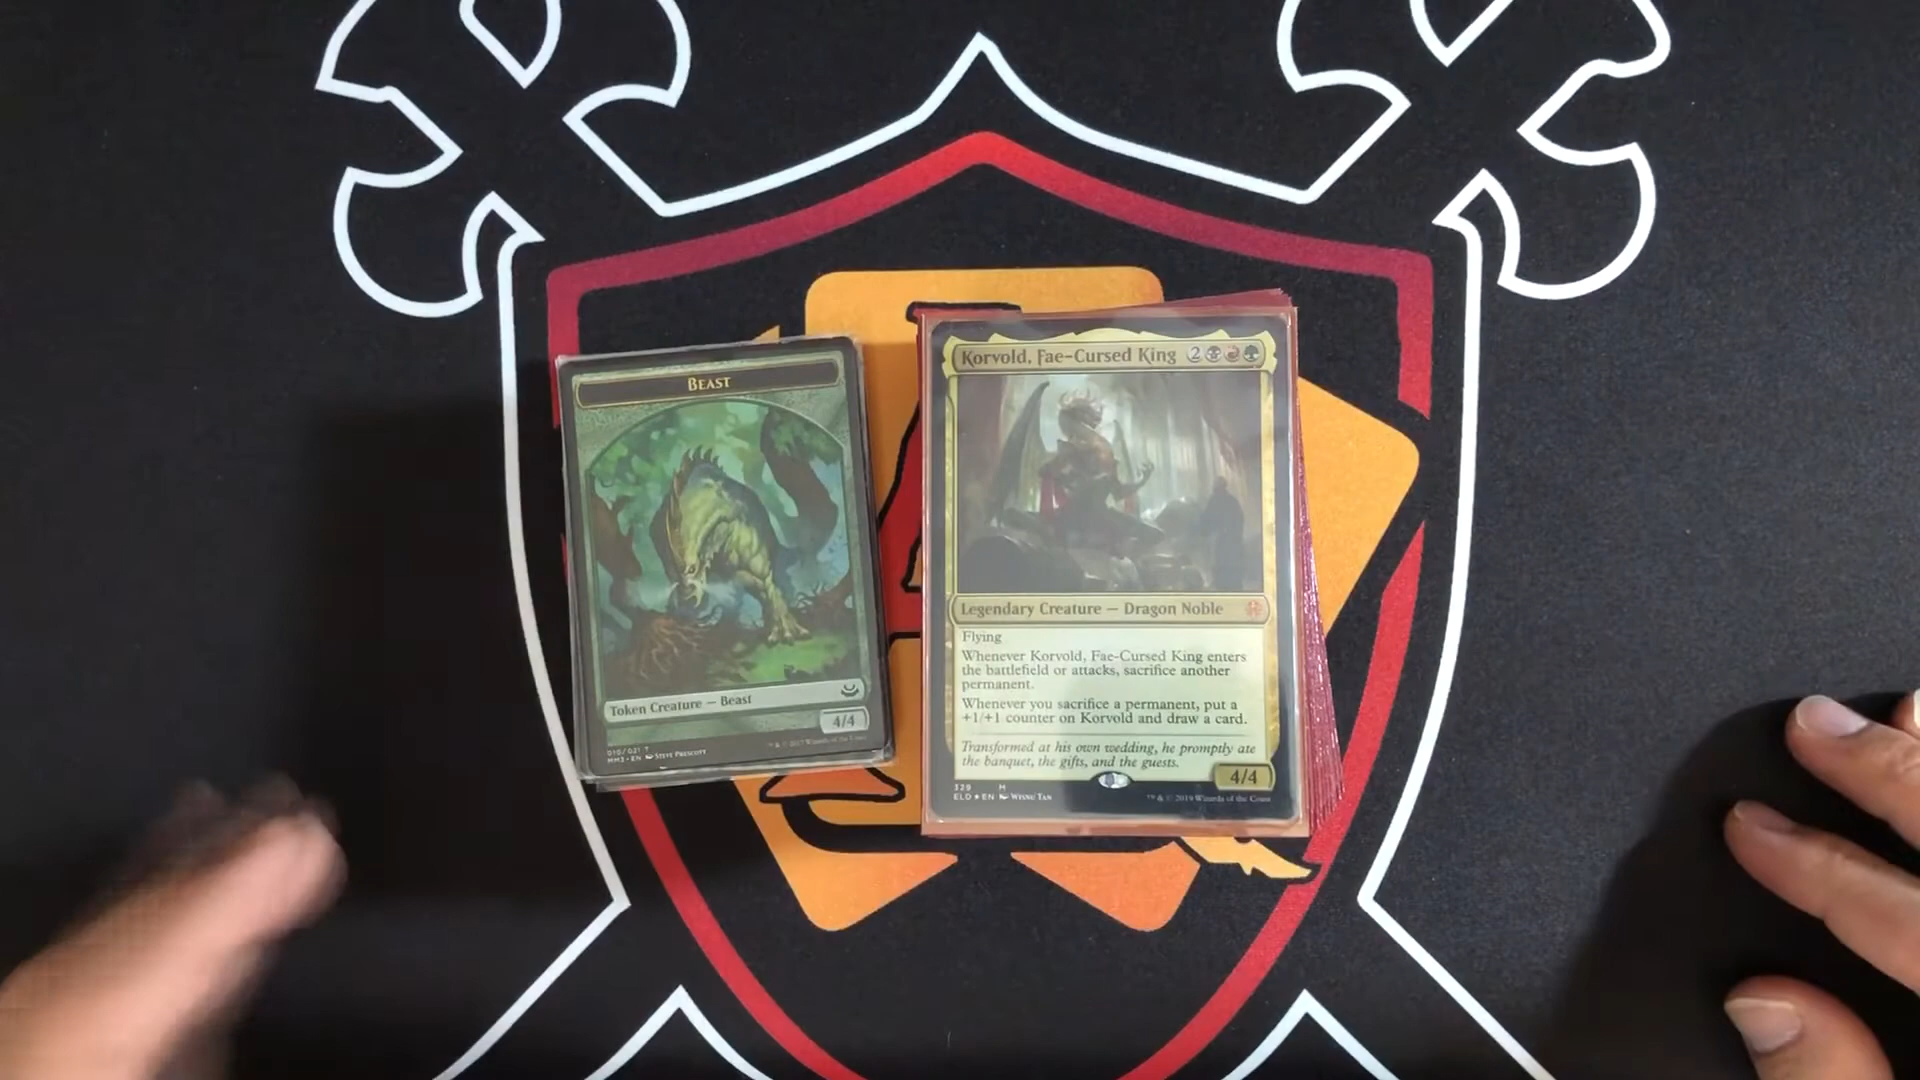 BEAST
Token Creature — Beast
4/4
010/021 T
MM3 • EN STEVE PRESCOTT
™ & © 2017 Wizards of the Coast
Korvold, Fae-Cursed King 2
Legendary Creature — Dragon Noble
Flying
Whenever Korvold, Fae-Cursed King enters
the battlefield or attacks, sacrifice another
permanent.
Whenever you sacrifice a permanent, put a
+1/+1 counter on Korvold and draw a card.
Transformed at his own wedding, he promptly ate
the banquet, the gifts, and the guests.
4/4
329 M
ELD ★ EN WISNU TAN
™ & © 2019 Wizards of the Coast